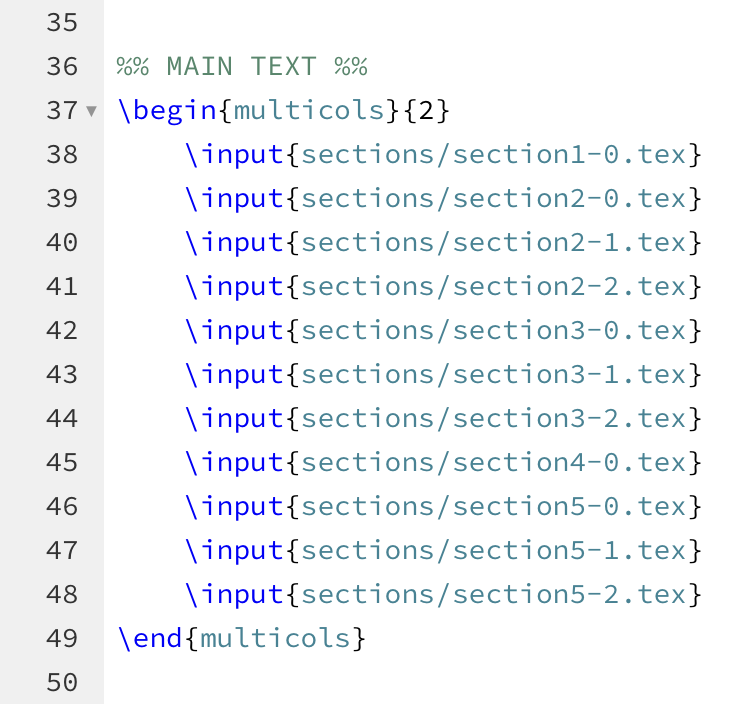 35
36 %% MAIN TEXT %%
37 \begin{multicols}{2}
38     \input{sections/section1-0.tex}
39     \input{sections/section2-0.tex}
40     \input{sections/section2-1.tex}
41     \input{sections/section2-2.tex}
42     \input{sections/section3-0.tex}
43     \input{sections/section3-1.tex}
44     \input{sections/section3-2.tex}
45     \input{sections/section4-0.tex}
46     \input{sections/section5-0.tex}
47     \input{sections/section5-1.tex}
48     \input{sections/section5-2.tex}
49 \end{multicols}
50